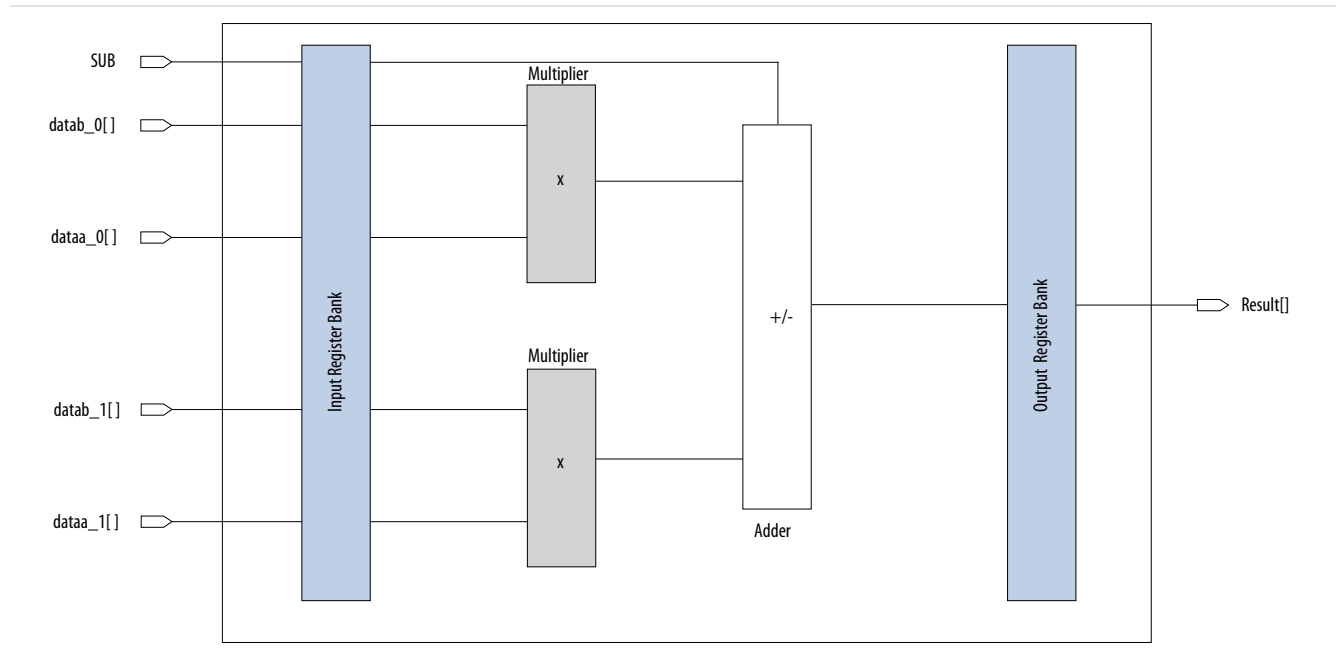 SUB
Multiplier
datab_0[ ]
x
dataa_0[ ]
Input Register Bank
+/-
Output Register Bank
Result[]
Multiplier
datab_1[ ]
x
dataa_1[ ]
Adder